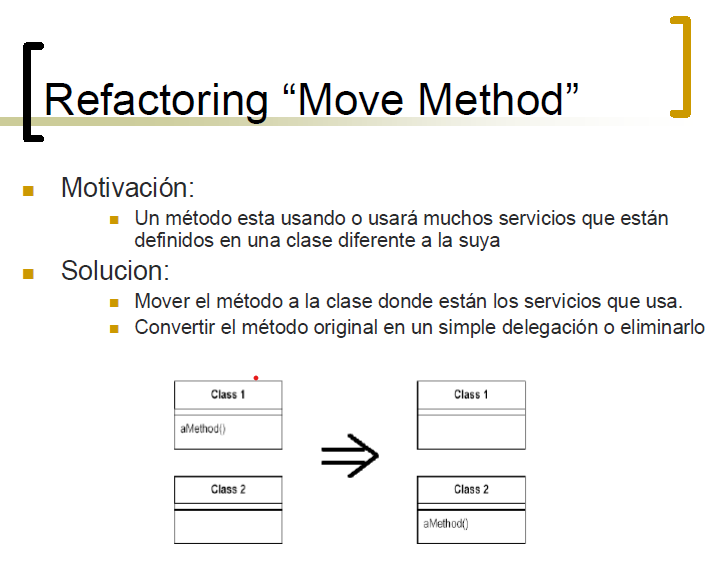 Refactoring “Move Method”
Motivación:
Un método esta usando o usará muchos servicios que están
definidos en una clase diferente a la suya
Solucion:
Mover el método a la clase donde están los servicios que usa.
Convertir el método original en un simple delegación o eliminarlo
Class 1
aMethod()
Class 2
Class 1
Class 2
aMethod()